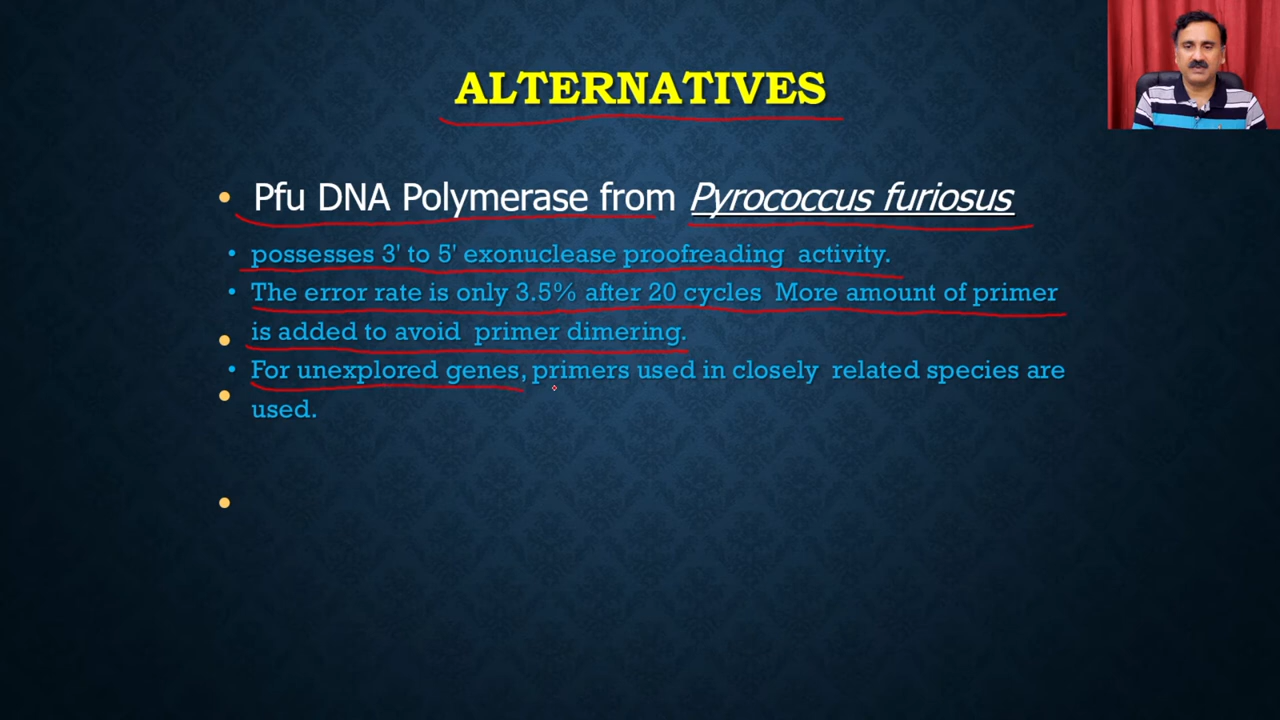 ALTERNATIVES
• Pfu DNA Polymerase from Pyrococcus furiosus
• possesses 3' to 5' exonuclease proofreading activity.
• The error rate is only 3.5% after 20 cycles More amount of primer
is added to avoid primer dimering.
• For unexplored genes, primers used in closely related species are
used.